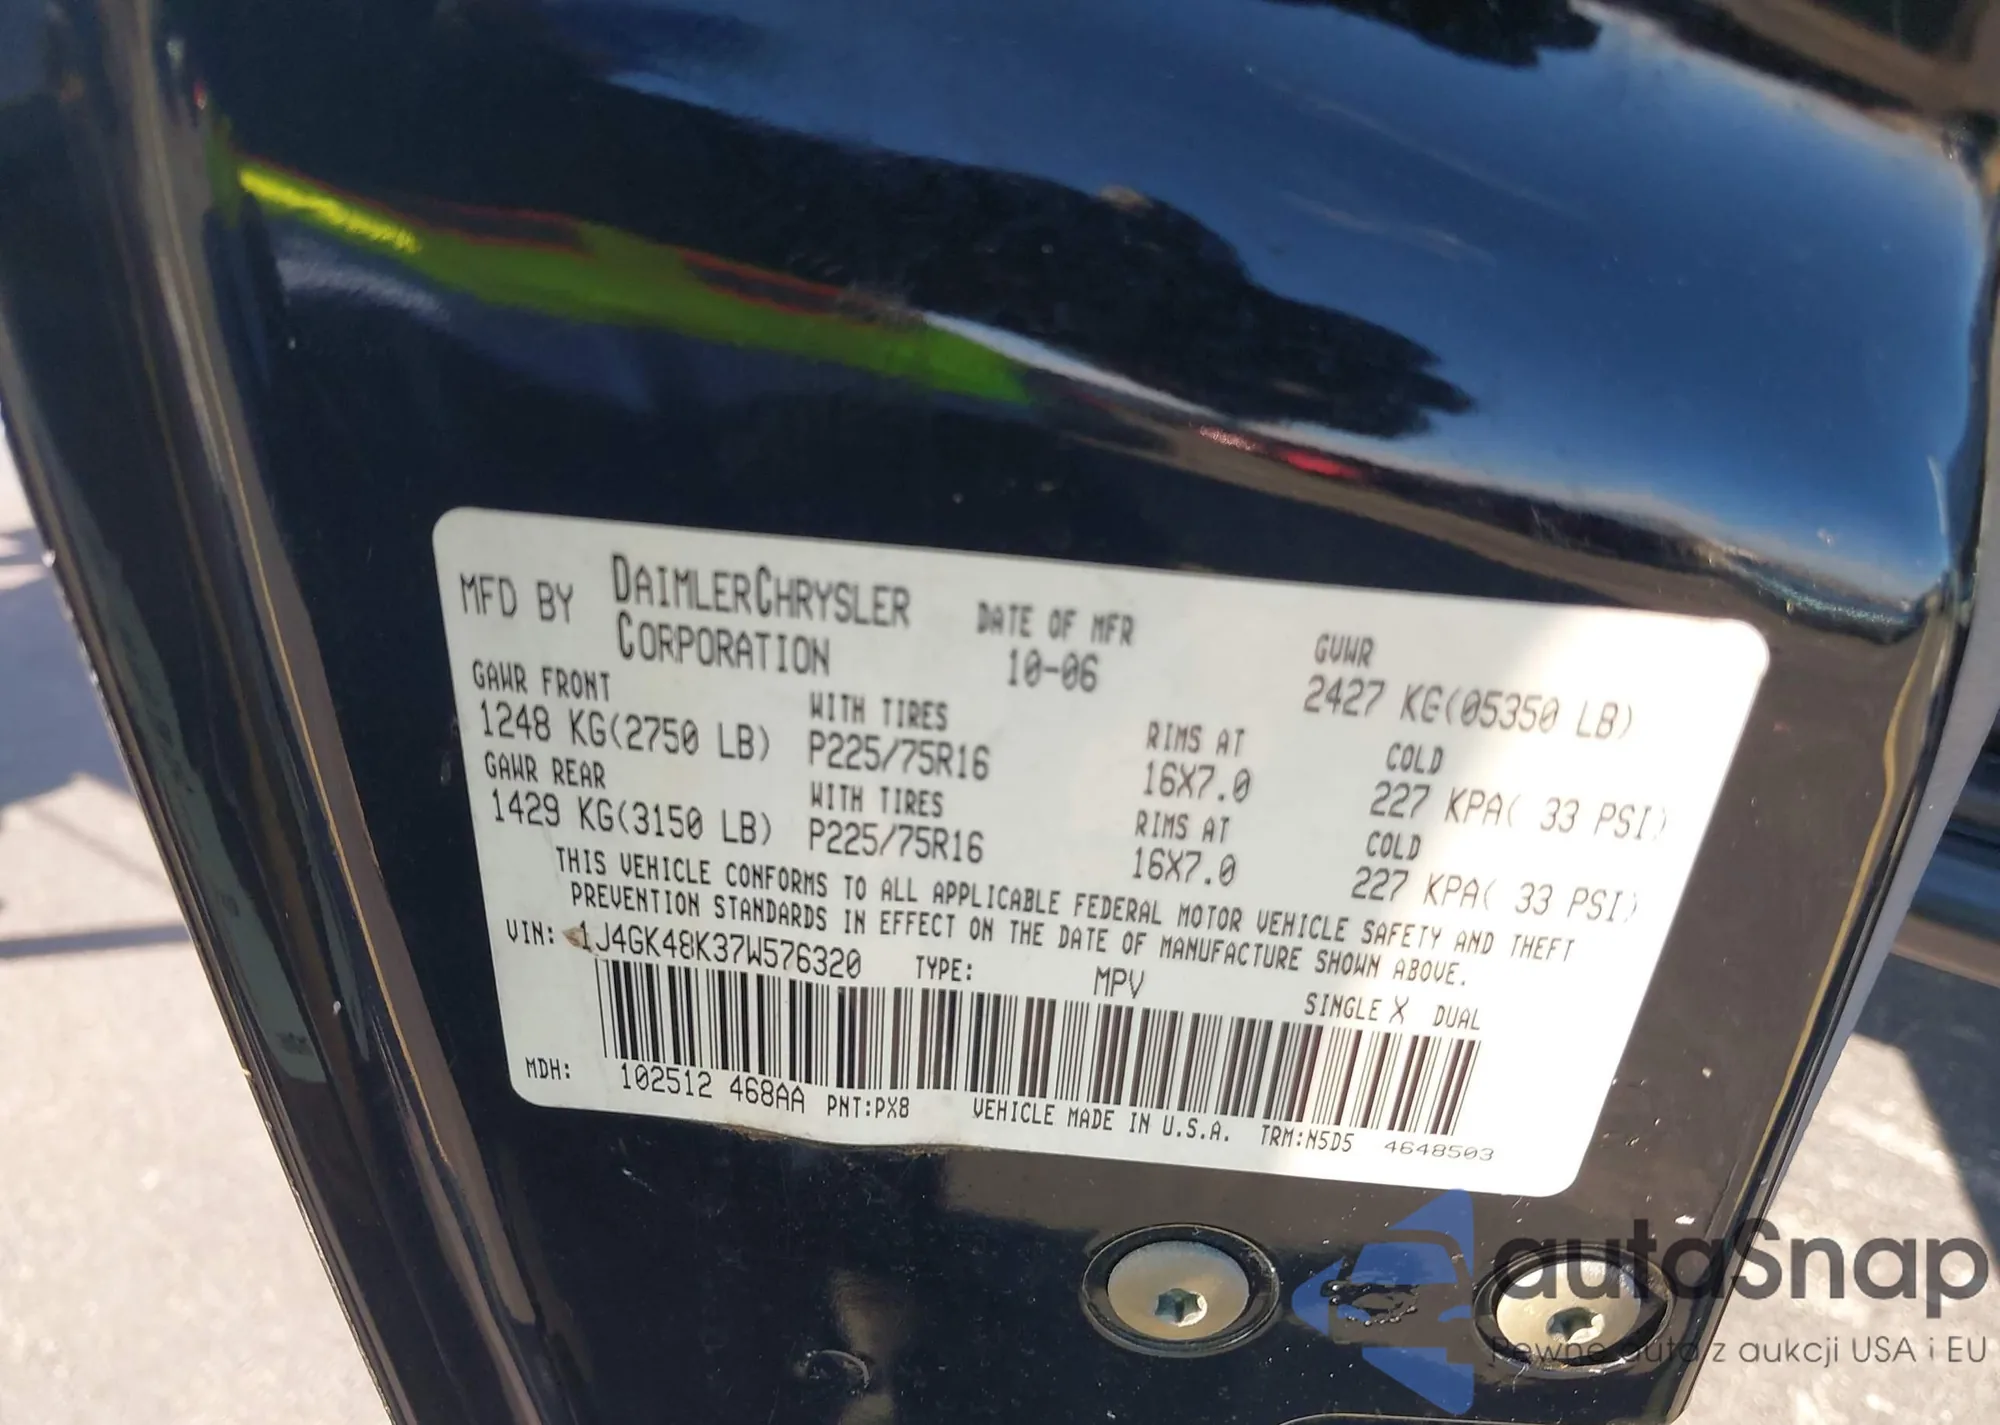 MFD BY DAIMLERCHRYSLER CORPORATION DATE OF MFR 10-06 GVWR 2427 KG(05350 LB)
GAWR FRONT WITH TIRES RIMS AT COLD
1248 KG(2750 LB) P225/75R16 16X7.0 227 KPA( 33 PSI)
GAWR REAR WITH TIRES RIMS AT COLD
1429 KG(3150 LB) P225/75R16 16X7.0 227 KPA( 33 PSI)
THIS VEHICLE CONFORMS TO ALL APPLICABLE FEDERAL MOTOR VEHICLE SAFETY AND THEFT
PREVENTION STANDARDS IN EFFECT ON THE DATE OF MANUFACTURE SHOWN ABOVE.
VIN: 1J4GK48K37W576320 TYPE: MPV SINGLE X DUAL
MDH: 102512 468AA PNT:PX8 VEHICLE MADE IN U.S.A. TRM:N5D5 4648503
autaSnap
Pewne auta z aukcji USA i EU